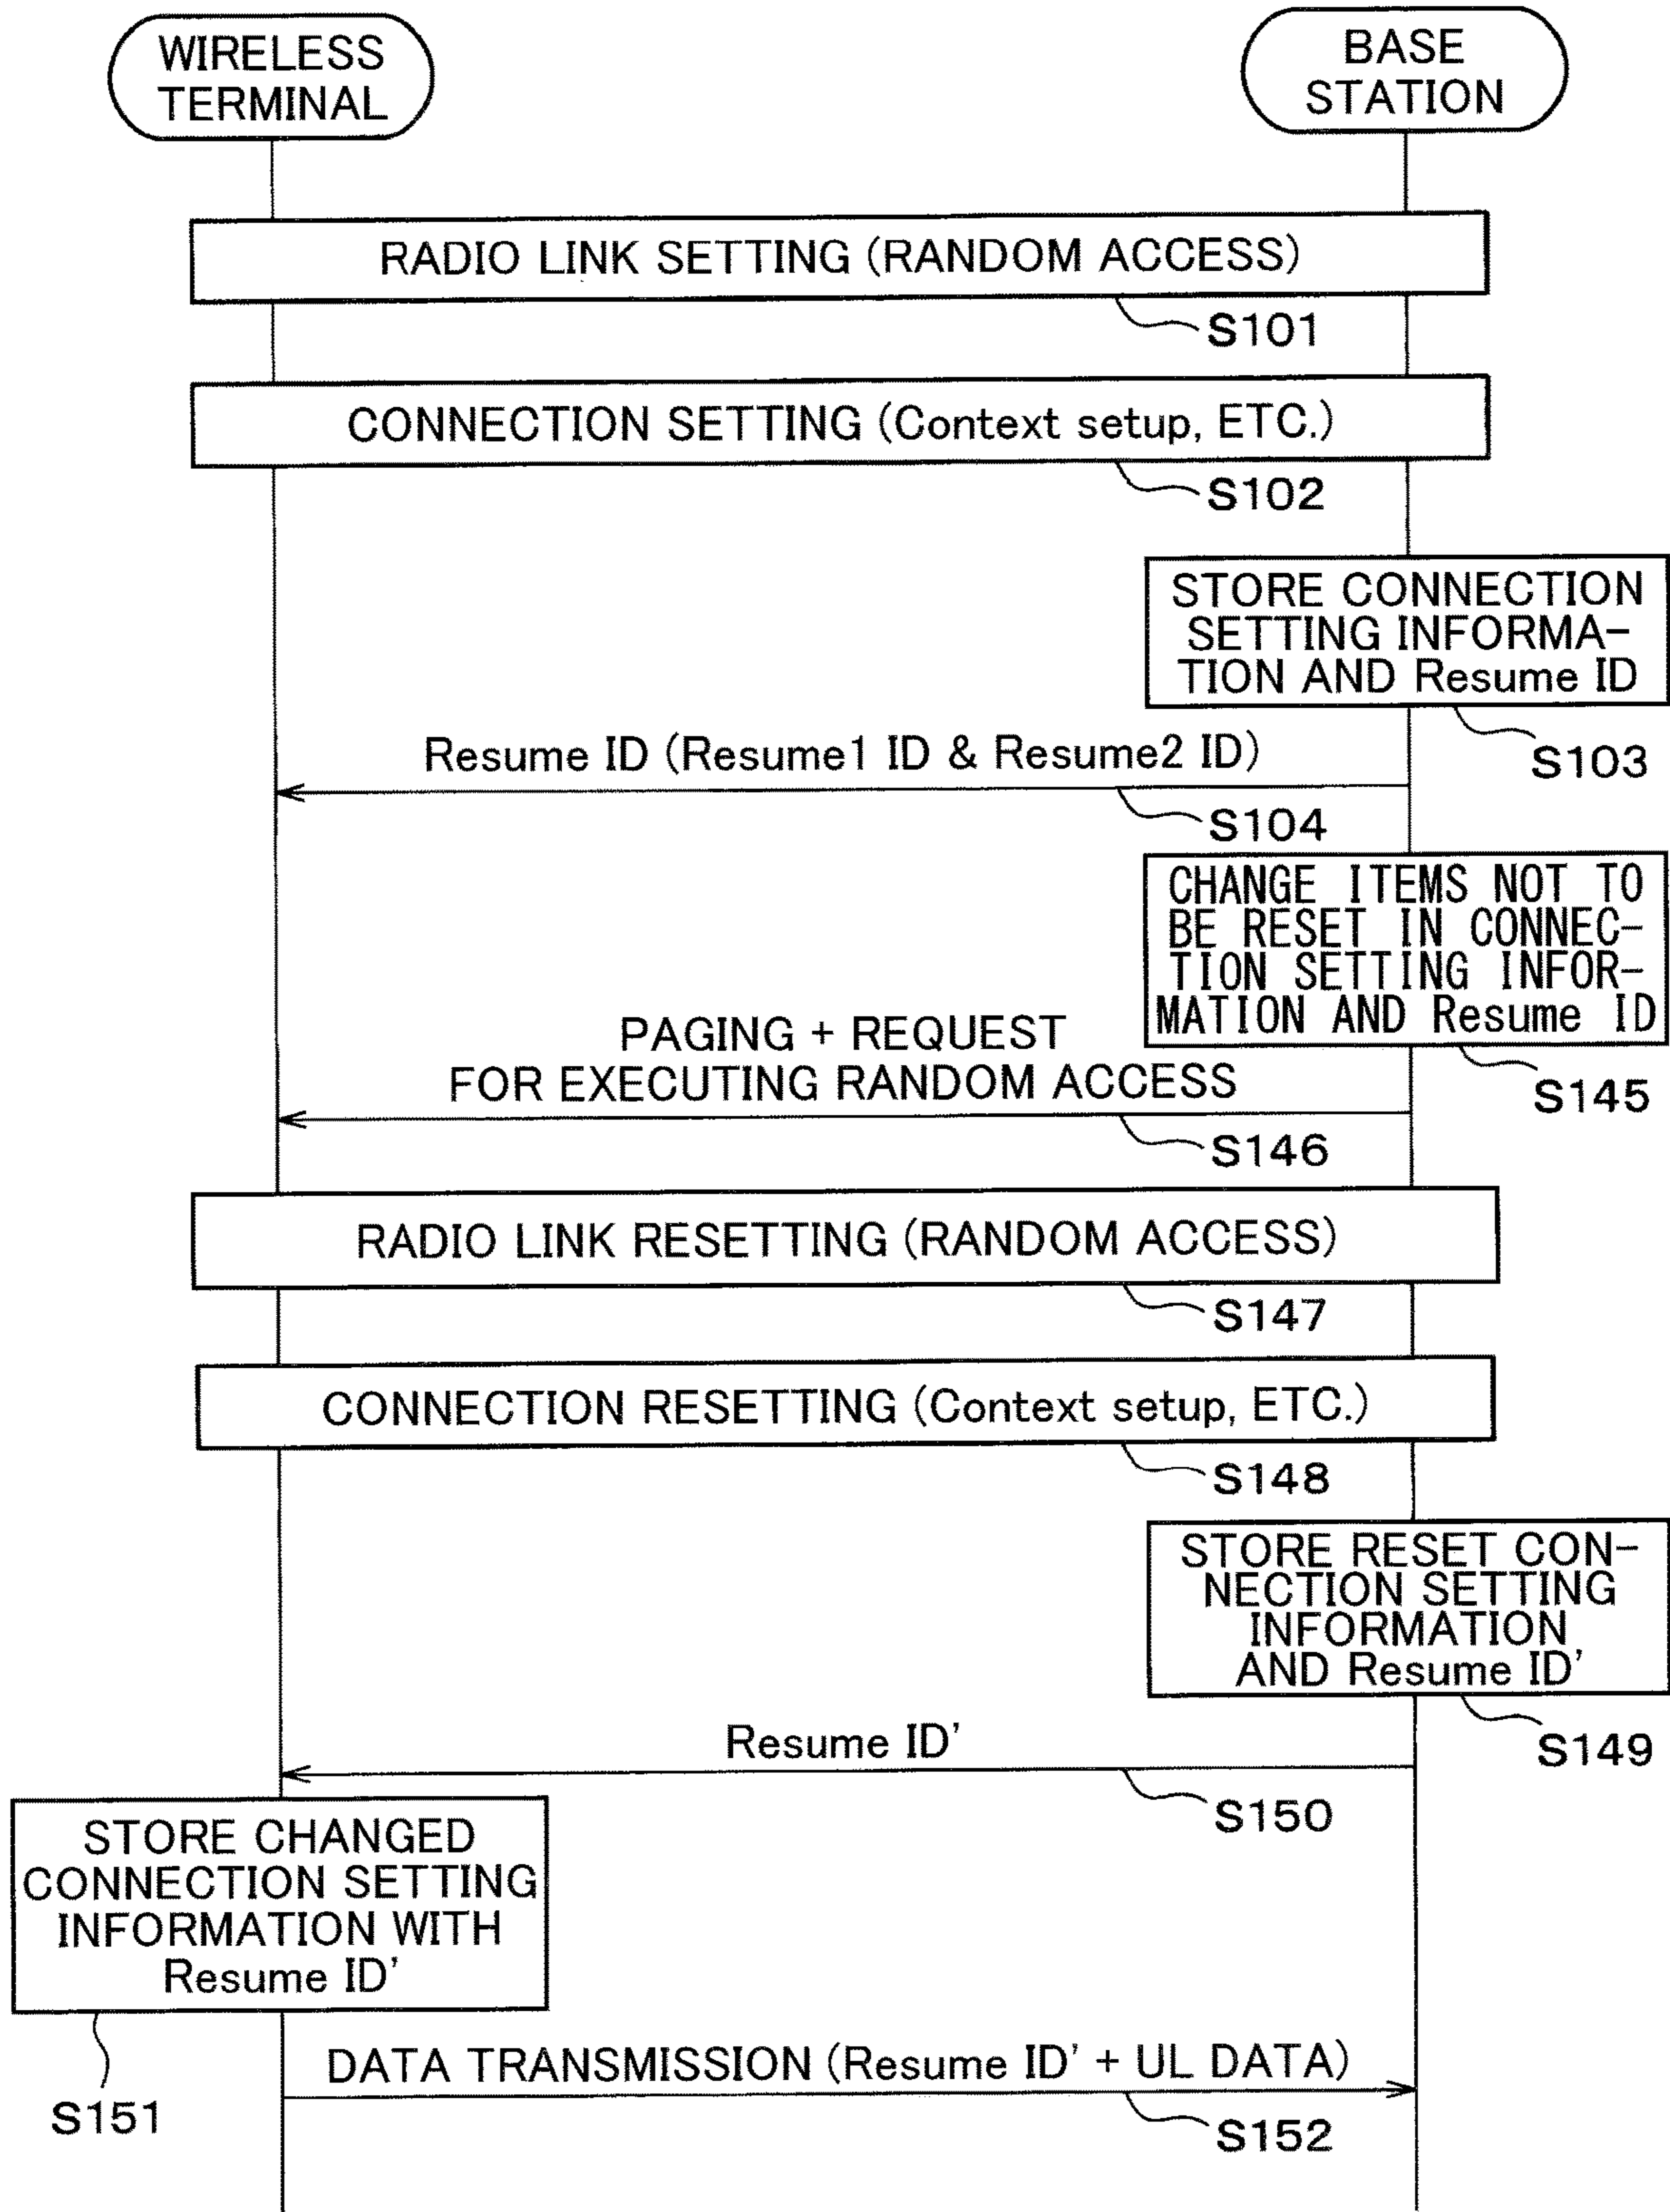 WIRELESS
TERMINAL
BASE
STATION
RADIO LINK SETTING (RANDOM ACCESS)
S101
CONNECTION SETTING (Context setup, ETC.)
S102
STORE CONNECTION
SETTING INFORMA-
TION AND Resume ID
S103
Resume ID (Resume1 ID & Resume2 ID)
S104
CHANGE ITEMS NOT TO
BE RESET IN CONNEC-
TION SETTING INFOR-
MATION AND Resume ID
S145
PAGING + REQUEST
FOR EXECUTING RANDOM ACCESS
S146
RADIO LINK RESETTING (RANDOM ACCESS)
S147
CONNECTION RESETTING (Context setup, ETC.)
S148
STORE RESET CON-
NECTION SETTING
INFORMATION
AND Resume ID'
S149
Resume ID'
S150
STORE CHANGED
CONNECTION SETTING
INFORMATION WITH
Resume ID'
S151
DATA TRANSMISSION (Resume ID' + UL DATA)
S152